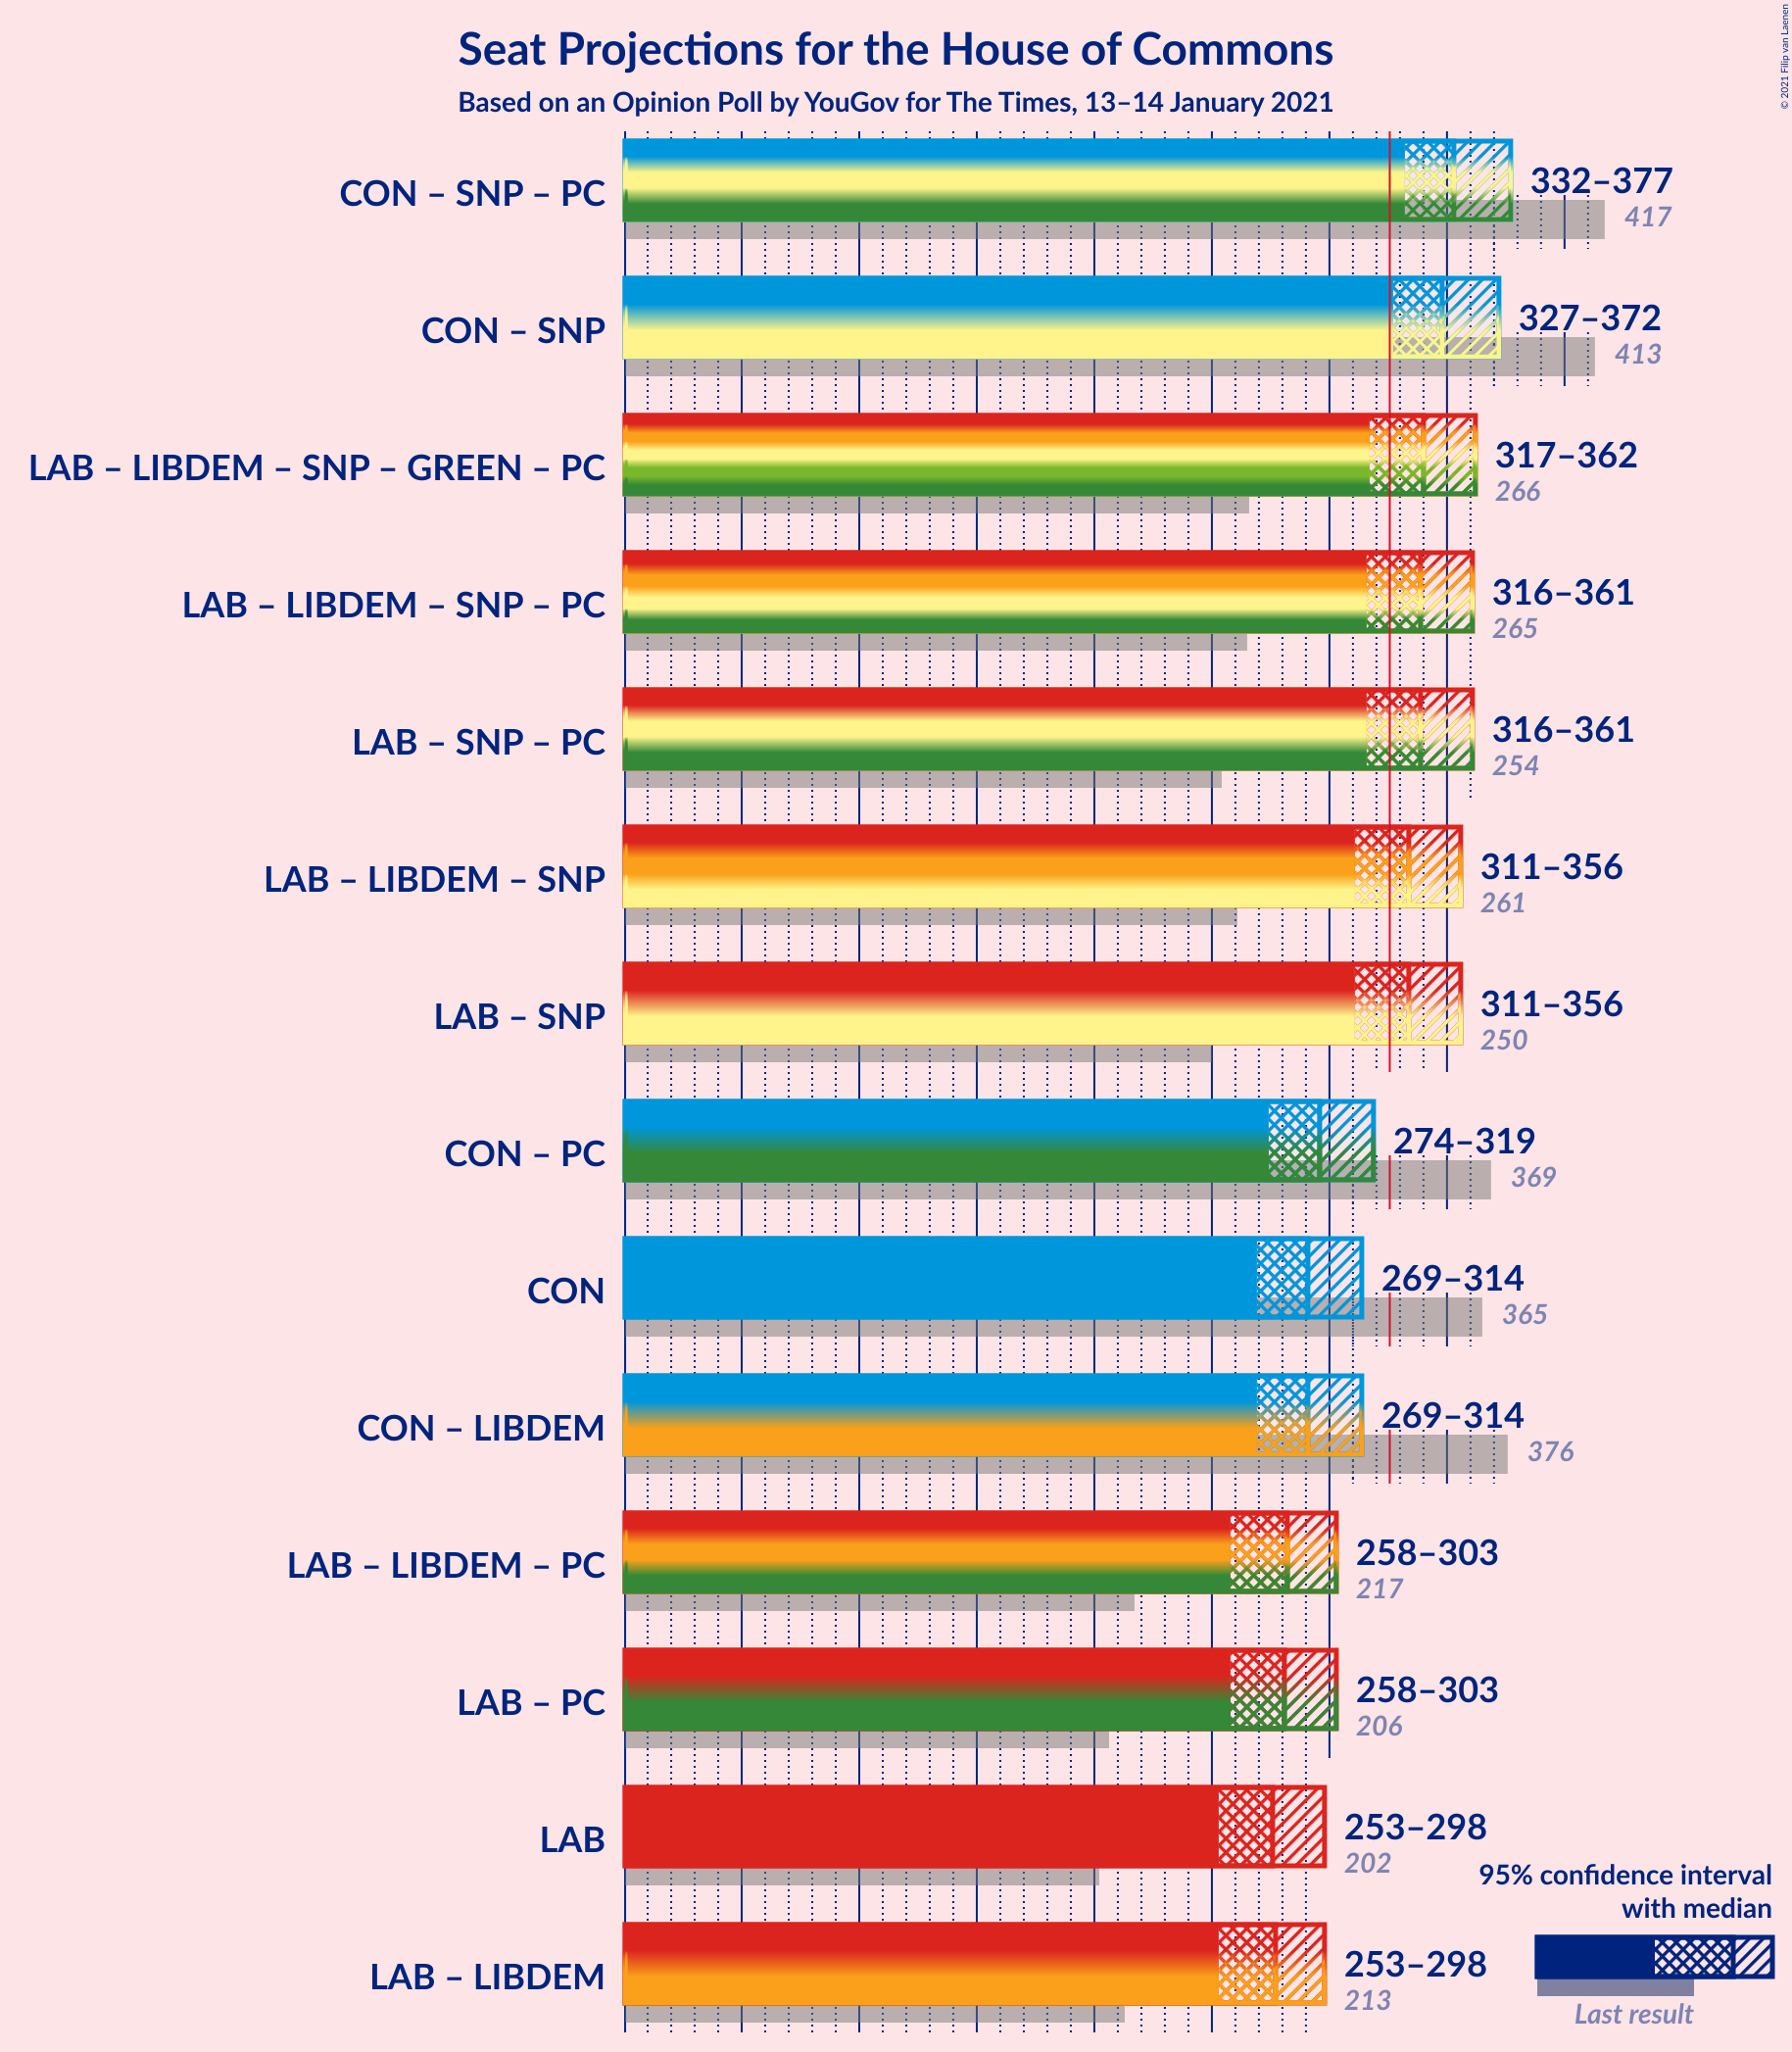 Seat Projections for the House of Commons
Based on an Opinion Poll by YouGov for The Times, 13–14 January 2021
© 2021 Filip van Laenen
CON – SNP – PC
332–377
417
CON – SNP
327–372
413
LAB – LIBDEM – SNP – GREEN – PC
317–362
266
LAB – LIBDEM – SNP – PC
316–361
265
LAB – SNP – PC
316–361
254
LAB – LIBDEM – SNP
311–356
261
LAB – SNP
311–356
250
CON – PC
274–319
369
CON
269–314
365
CON – LIBDEM
269–314
376
LAB – LIBDEM – PC
258–303
217
LAB – PC
258–303
206
LAB
253–298
202
LAB – LIBDEM
253–298
213
95% confidence interval
with median
Last result